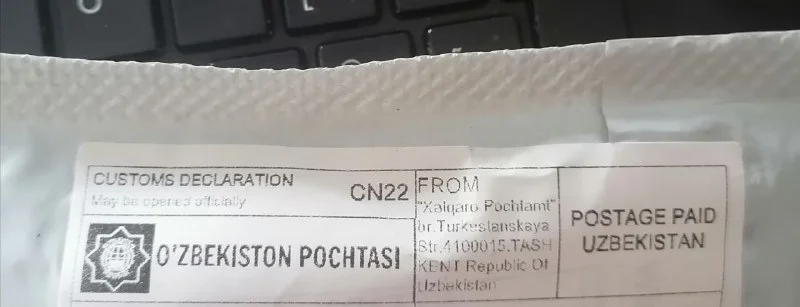 CUSTOMS DECLARATION
May be opened officially
CN22
O'ZBEKISTON POCHTASI
FROM
"Xalqaro Pochtamt"
br.Turkestanskaya
Str.4100015.TASH
KENT Republic Of
Uzbekistan
POSTAGE PAID
UZBEKISTAN